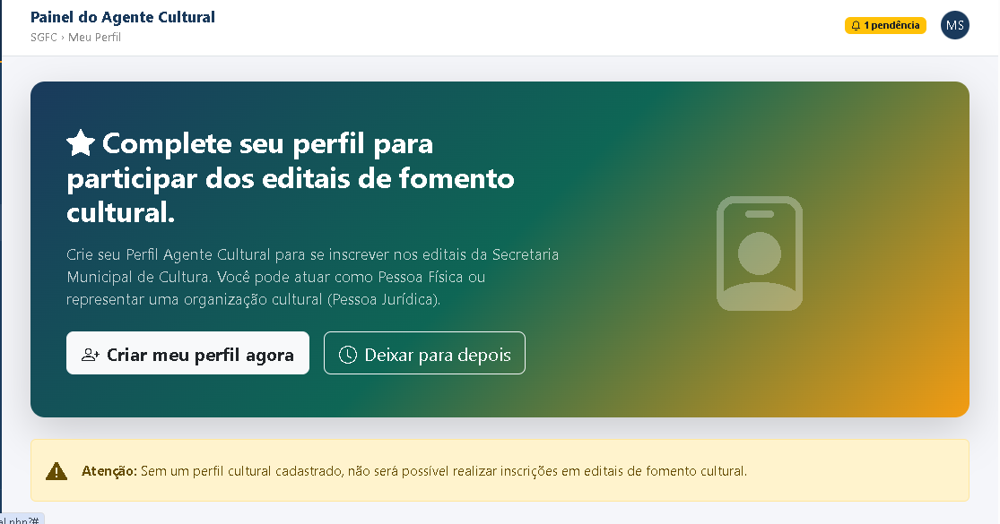 Painel do Agente Cultural
SGFC › Meu Perfil
1 pendência
MS
Complete seu perfil para
participar dos editais de fomento
cultural.
Crie seu Perfil Agente Cultural para se inscrever nos editais da Secretaria
Municipal de Cultura. Você pode atuar como Pessoa Física ou
representar uma organização cultural (Pessoa Jurídica).
Criar meu perfil agora
Deixar para depois
Atenção: Sem um perfil cultural cadastrado, não será possível realizar inscrições em editais de fomento cultural.